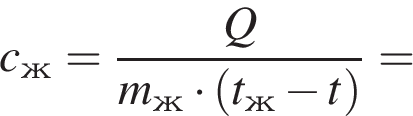 c_ж = Q / (m_ж · (t_ж − t)) =